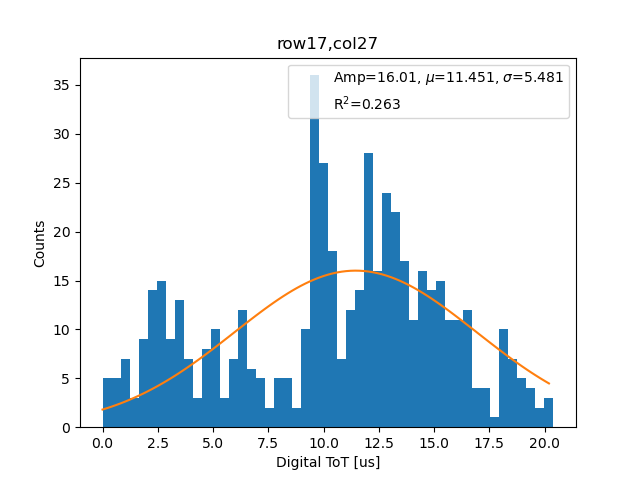 row17,col27
Amp=16.01, μ=11.451, σ=5.481
R²=0.263
35
30
25
20
15
10
5
0
Counts
0.0 2.5 5.0 7.5 10.0 12.5 15.0 17.5 20.0
Digital ToT [us]